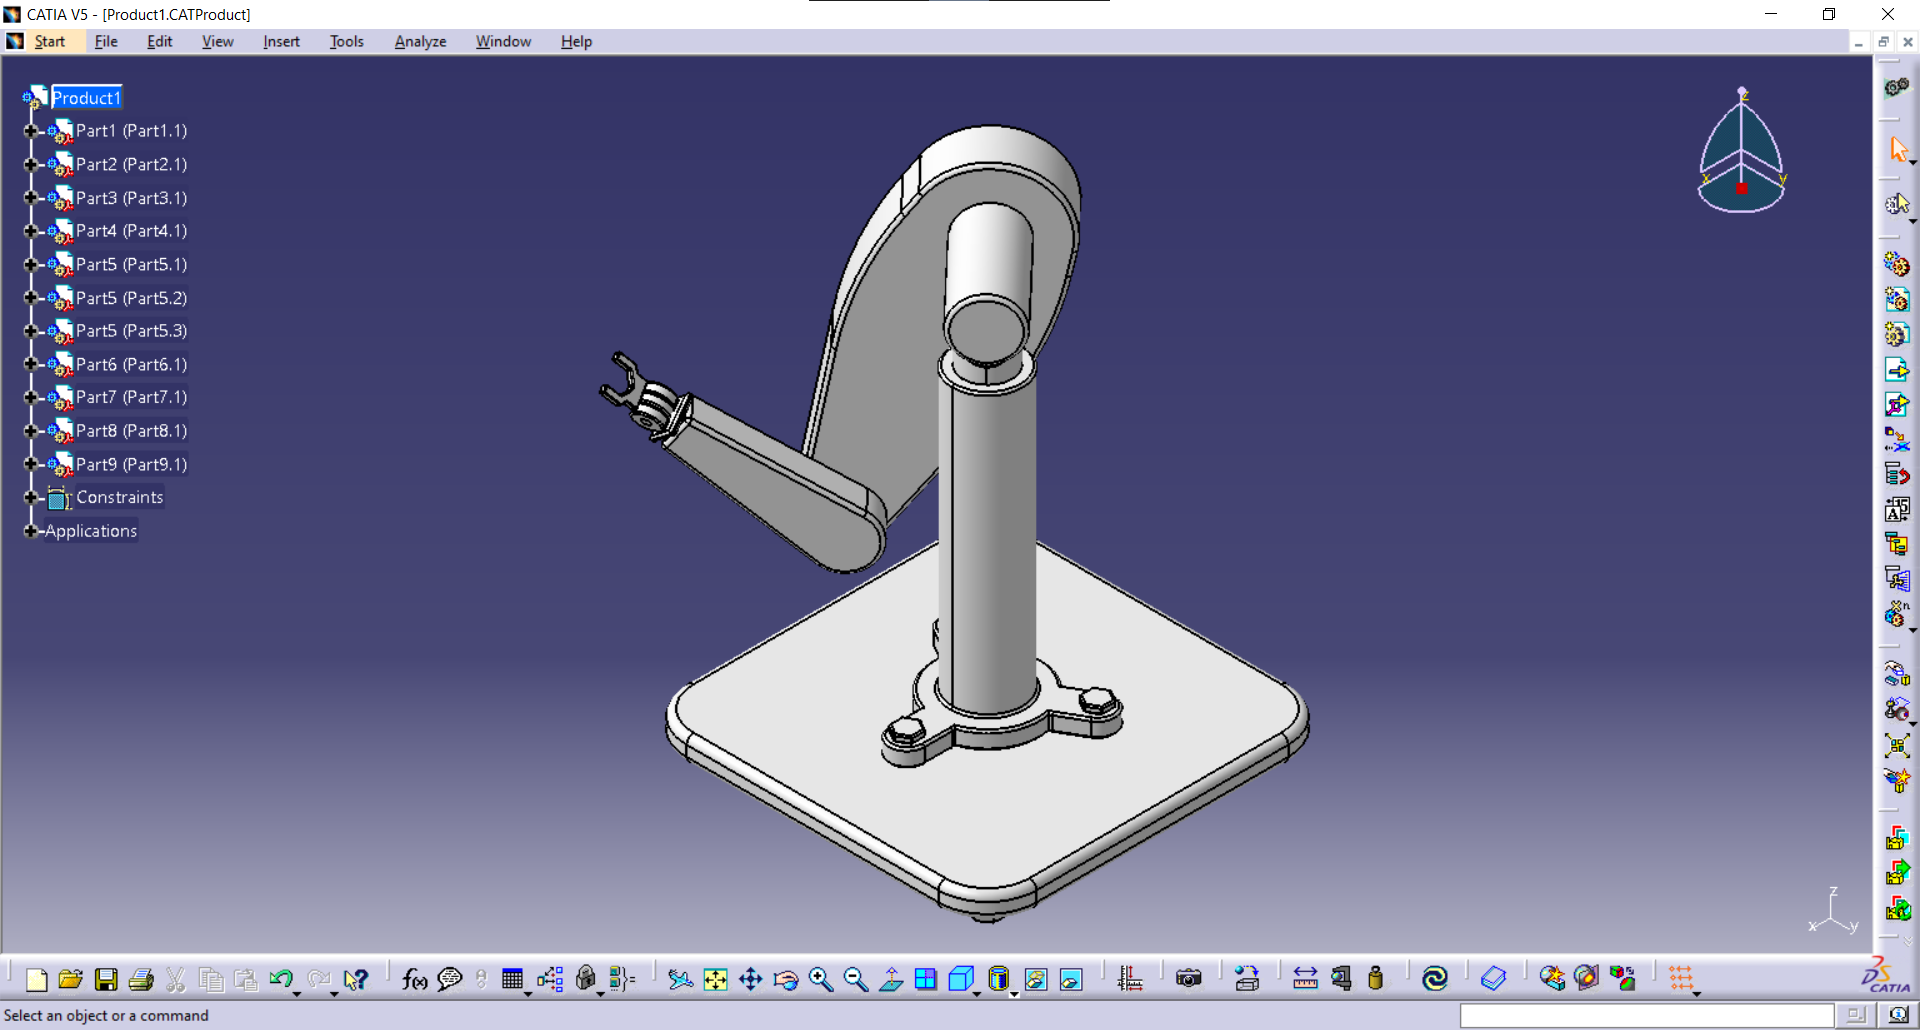 CATIA V5 - [Product1.CATProduct]
Start File Edit View Insert Tools Analyze Window Help
Product1
Part1 (Part1.1)
Part2 (Part2.1)
Part3 (Part3.1)
Part4 (Part4.1)
Part5 (Part5.1)
Part5 (Part5.2)
Part5 (Part5.3)
Part6 (Part6.1)
Part7 (Part7.1)
Part8 (Part8.1)
Part9 (Part9.1)
Constraints
Applications
z
x y
z
x y
f(x)
CATIA
Select an object or a command